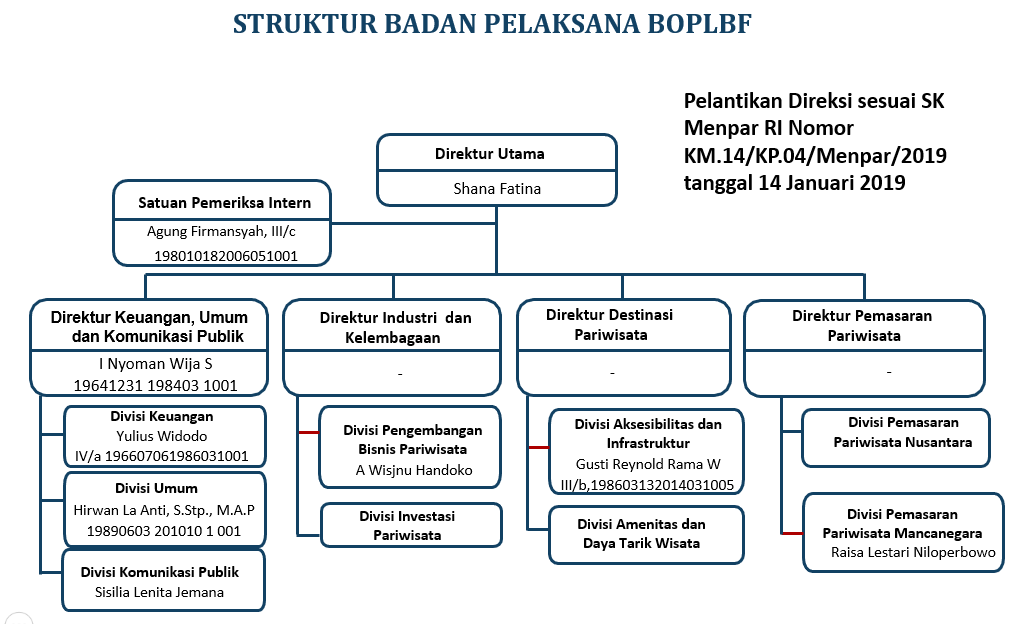 STRUKTUR BADAN PELAKSANA BOPLBF
Pelantikan Direksi sesuai SK
Menpar RI Nomor
KM.14/KP.04/Menpar/2019
tanggal 14 Januari 2019
Direktur Utama
Shana Fatina
Satuan Pemeriksa Intern
Agung Firmansyah, III/c
198010182006051001
Direktur Keuangan, Umum
dan Komunikasi Publik
I Nyoman Wija S
19641231 198403 1001
Divisi Keuangan
Yulius Widodo
IV/a 196607061986031001
Divisi Umum
Hirwan La Anti, S.Stp., M.A.P
19890603 201010 1 001
Divisi Komunikasi Publik
Sisilia Lenita Jemana
Direktur Industri dan
Kelembagaan
-
Divisi Pengembangan
Bisnis Pariwisata
A Wisjnu Handoko
Divisi Investasi
Pariwisata
Direktur Destinasi
Pariwisata
-
Divisi Aksesibilitas dan
Infrastruktur
Gusti Reynold Rama W
III/b,198603132014031005
Divisi Amenitas dan
Daya Tarik Wisata
Direktur Pemasaran
Pariwisata
-
Divisi Pemasaran
Pariwisata Nusantara
Divisi Pemasaran
Pariwisata Mancanegara
Raisa Lestari Niloperbowo